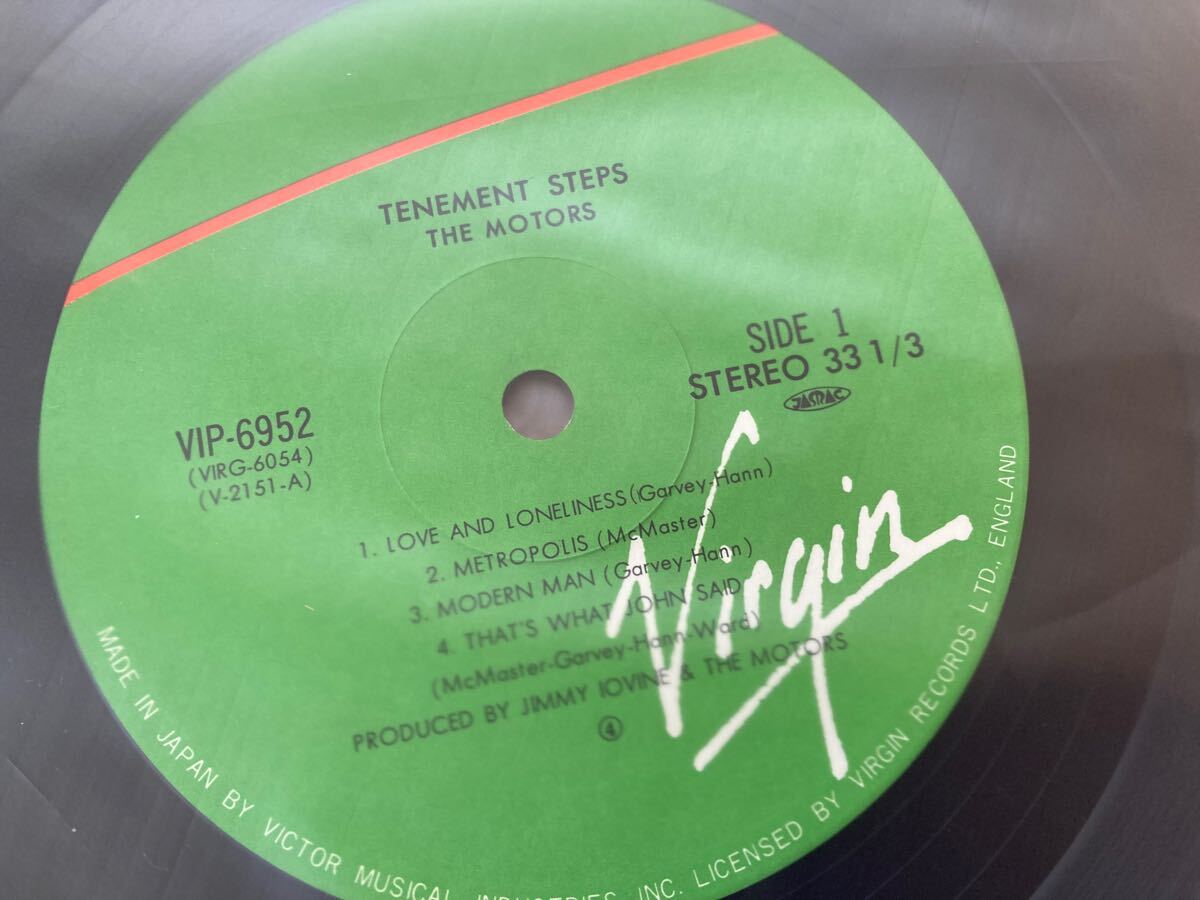 TENEMENT STEPS
THE MOTORS
SIDE 1
STEREO 33 1/3
JASRAC
VIP-6952
(VIRG-6054)
(V-2151-A)
1. LOVE AND LONELINESS (Garvey-Hann)
2. METROPOLIS (McMaster)
3. MODERN MAN (Garvey-Hann)
4. THAT'S WHAT JOHN SAID
(McMaster-Garvey-Hann-Ward)
PRODUCED BY JIMMY IOVINE & THE MOTORS
④
Virgin
MADE IN JAPAN BY VICTOR MUSICAL INDUSTRIES, INC. LICENSED BY VIRGIN RECORDS LTD., ENGLAND